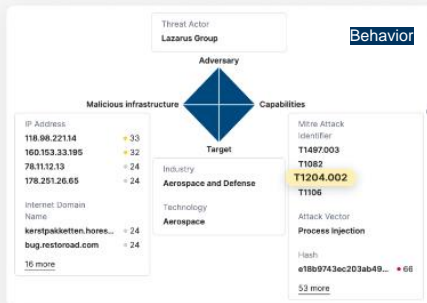 Threat Actor
Lazarus Group
Behavior
Adversary
Malicious infrastructure
Capabilities
Target
IP Address
118.98.221.14 33
160.153.33.195 32
78.11.12.13 24
178.251.26.65 24
Internet Domain
Name
kerstpakketten.hores... 24
bug.restoroad.com 24
16 more
Industry
Aerospace and Defense
Technology
Aerospace
Mitre Attack
Identifier
T1497.003
T1082
T1204.002
T1106
Attack Vector
Process Injection
Hash
e18b9743ec203ab49... 66
53 more